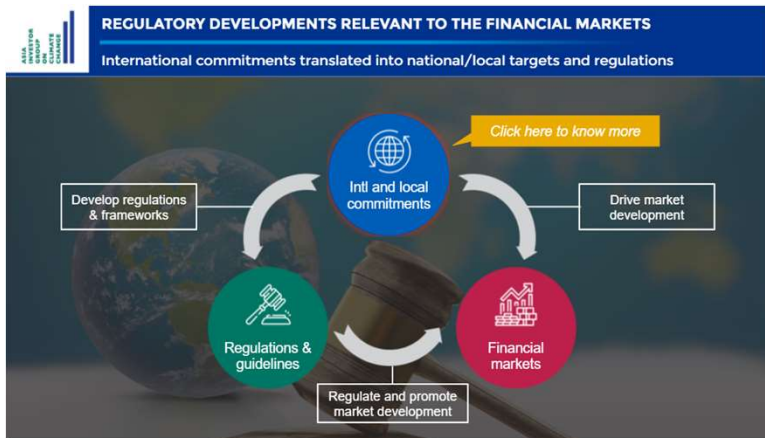 ASIA
INVESTOR
GROUP
ON
CLIMATE
CHANGE
REGULATORY DEVELOPMENTS RELEVANT TO THE FINANCIAL MARKETS
International commitments translated into national/local targets and regulations
Click here to know more
Intl and local
commitments
Develop regulations
& frameworks
Drive market
development
Regulations &
guidelines
Financial
markets
Regulate and promote
market development